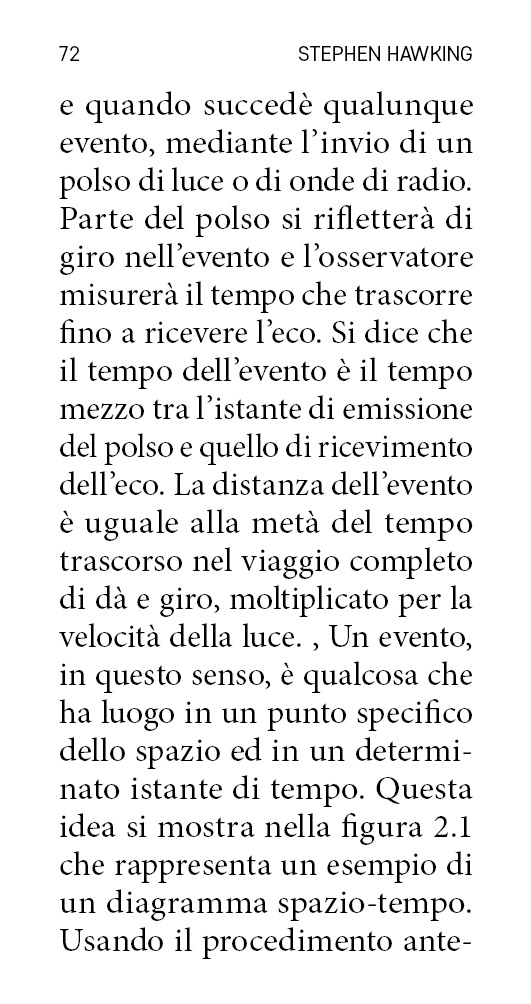 72 STEPHEN HAWKING
e quando succedè qualunque
evento, mediante l’invio di un
polso di luce o di onde di radio.
Parte del polso si rifletterà di
giro nell’evento e l’osservatore
misurerà il tempo che trascorre
fino a ricevere l’eco. Si dice che
il tempo dell’evento è il tempo
mezzo tra l’istante di emissione
del polso e quello di ricevimento
dell’eco. La distanza dell’evento
è uguale alla metà del tempo
trascorso nel viaggio completo
di dà e giro, moltiplicato per la
velocità della luce. , Un evento,
in questo senso, è qualcosa che
ha luogo in un punto specifico
dello spazio ed in un determi-
nato istante di tempo. Questa
idea si mostra nella figura 2.1
che rappresenta un esempio di
un diagramma spazio-tempo.
Usando il procedimento ante-